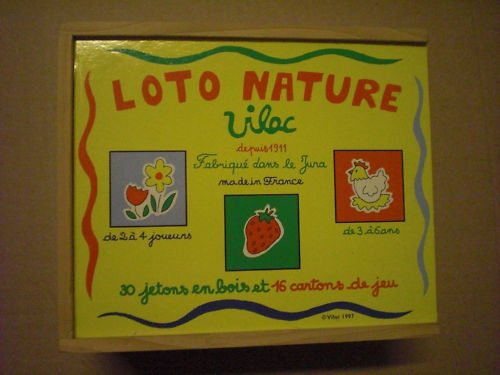 LOTO NATURE
Vilac
depuis 1911
Fabriqué dans le Jura
made in France
de 2 à 4 joueurs
de 3 à 6 ans
30 jetons en bois et 16 cartons de jeu
© Vilac 1997